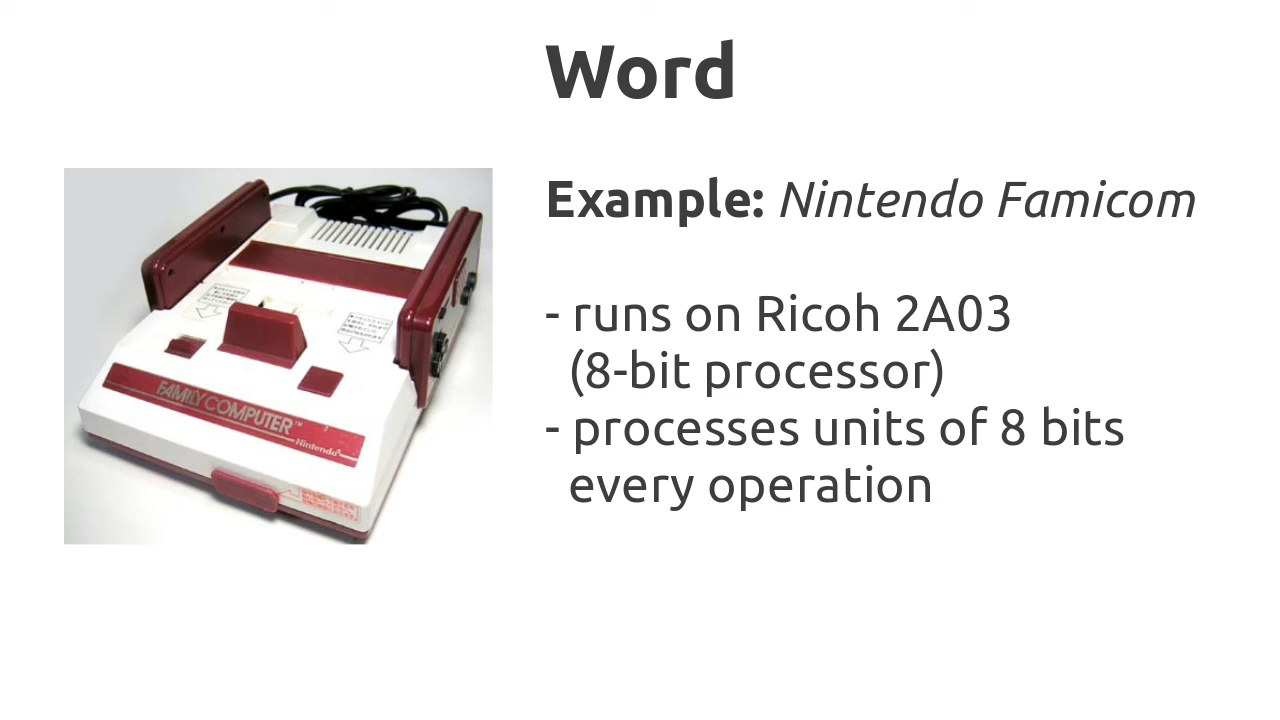 Word
Example: Nintendo Famicom
- runs on Ricoh 2A03
(8-bit processor)
- processes units of 8 bits
every operation
FAMILY COMPUTER™
Nintendo®